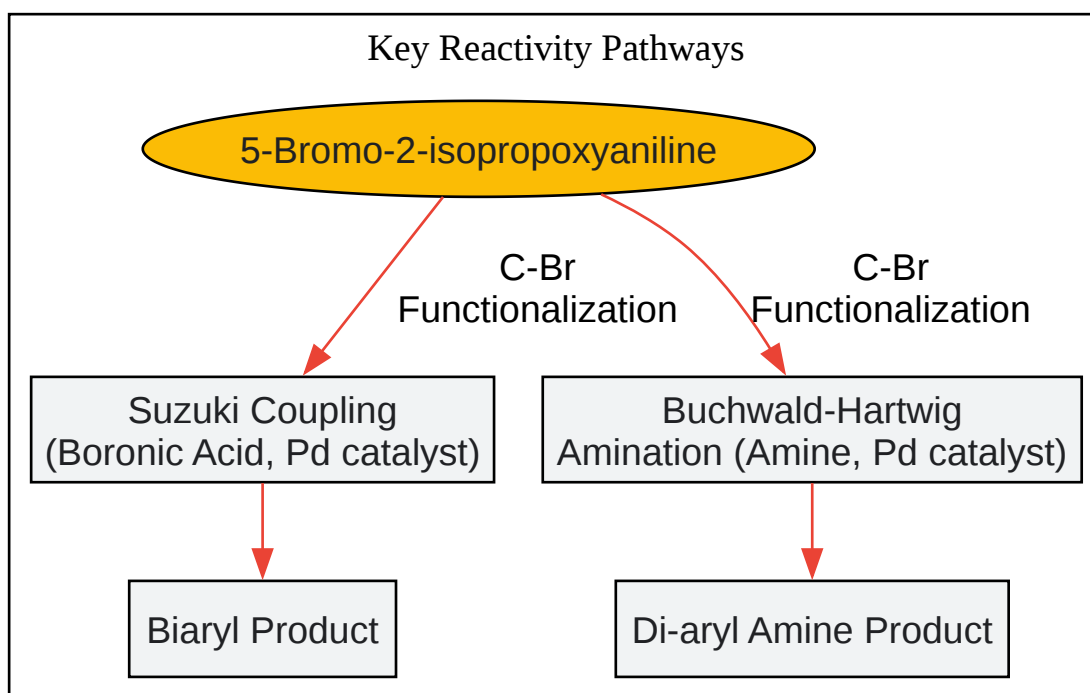 Key Reactivity Pathways
5-Bromo-2-isopropoxyaniline
C-Br
Functionalization
C-Br
Functionalization
Suzuki Coupling
(Boronic Acid, Pd catalyst)
Buchwald-Hartwig
Amination (Amine, Pd catalyst)
Biaryl Product
Di-aryl Amine Product